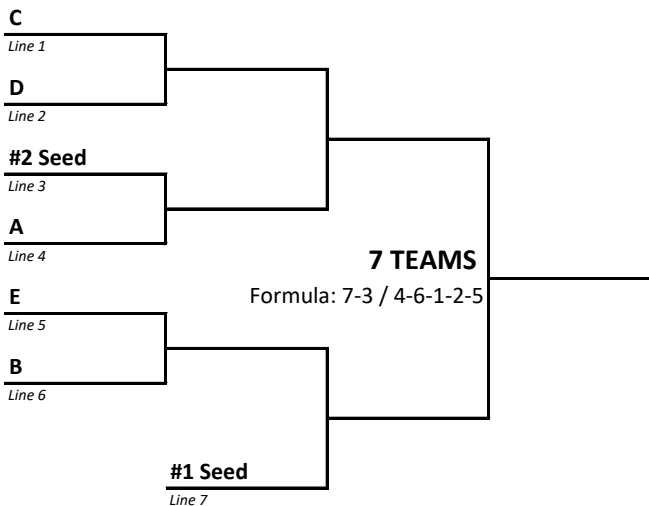 C
Line 1
D
Line 2
#2 Seed
Line 3
A
Line 4
7 TEAMS
E
Formula: 7-3 / 4-6-1-2-5
Line 5
B
Line 6
#1 Seed
Line 7